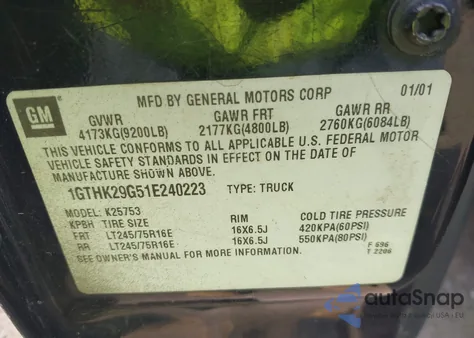 MFD BY GENERAL MOTORS CORP 01/01
GM
GVWR GAWR FRT GAWR RR
4173KG(9200LB) 2177KG(4800LB) 2760KG(6084LB)
THIS VEHICLE CONFORMS TO ALL APPLICABLE U.S. FEDERAL MOTOR
VEHICLE SAFETY STANDARDS IN EFFECT ON THE DATE OF
MANUFACTURE SHOWN ABOVE.
1GTHK29G51E240223 TYPE: TRUCK
MODEL: K25753
KPBH TIRE SIZE RIM COLD TIRE PRESSURE
FRT LT245/75R16E 16X6.5J 420KPA(60PSI)
RR LT245/75R16E 16X6.5J 550KPA(80PSI)
SEE OWNER'S MANUAL FOR MORE INFORMATION.
F 696
T 2206
autoSnap